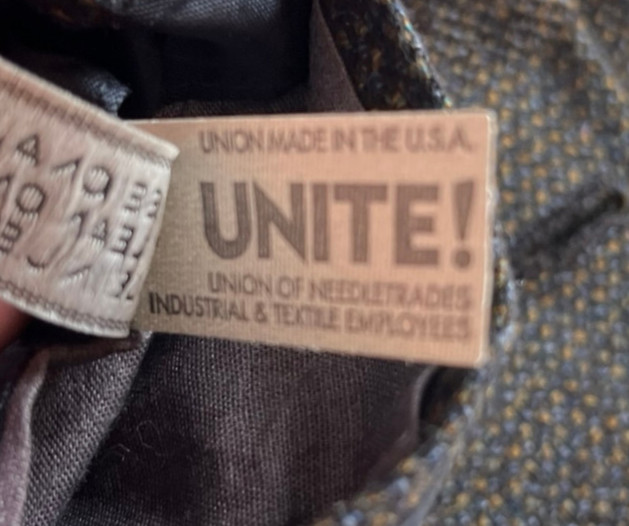 UNION MADE IN THE U.S.A.
UNITE!
UNION OF NEEDLETRADES
INDUSTRIAL & TEXTILE EMPLOYEES